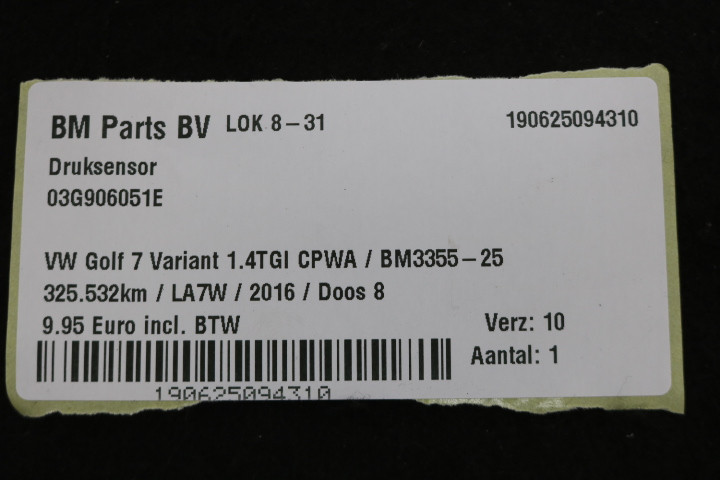 BM Parts BV LOK 8-31 190625094310
Druksensor
03G906051E
VW Golf 7 Variant 1.4TGI CPWA / BM3355-25
325.532km / LA7W / 2016 / Doos 8
9.95 Euro incl. BTW Verz: 10
Aantal: 1
190625094310